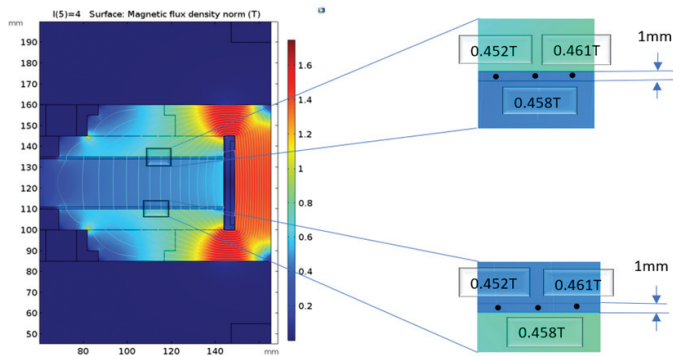 I(5)=4 Surface: Magnetic flux density norm (T)
mm
190
180
170
160
150
140
130
120
110
100
90
80
70
60
50
80
100
120
140
mm
1.6
1.4
1.2
1
0.8
0.6
0.4
0.2
0.452T
0.461T
0.458T
1mm
0.452T
0.461T
0.458T
1mm